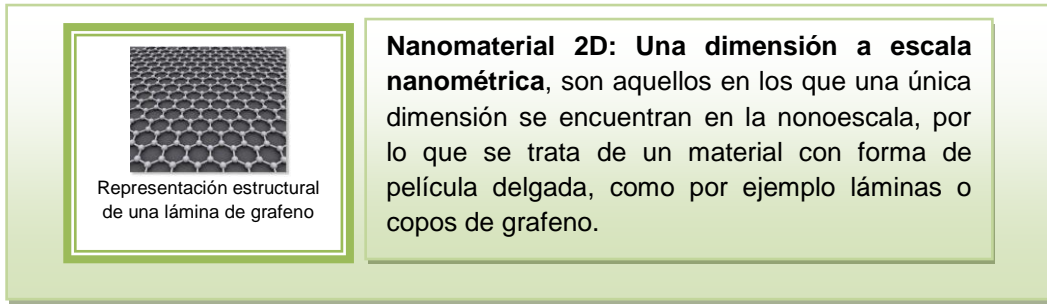 Representación estructural
de una lámina de grafeno
Nanomaterial 2D: Una dimensión a escala
nanométrica, son aquellos en los que una única
dimensión se encuentran en la nonoescala, por
lo que se trata de un material con forma de
película delgada, como por ejemplo láminas o
copos de grafeno.